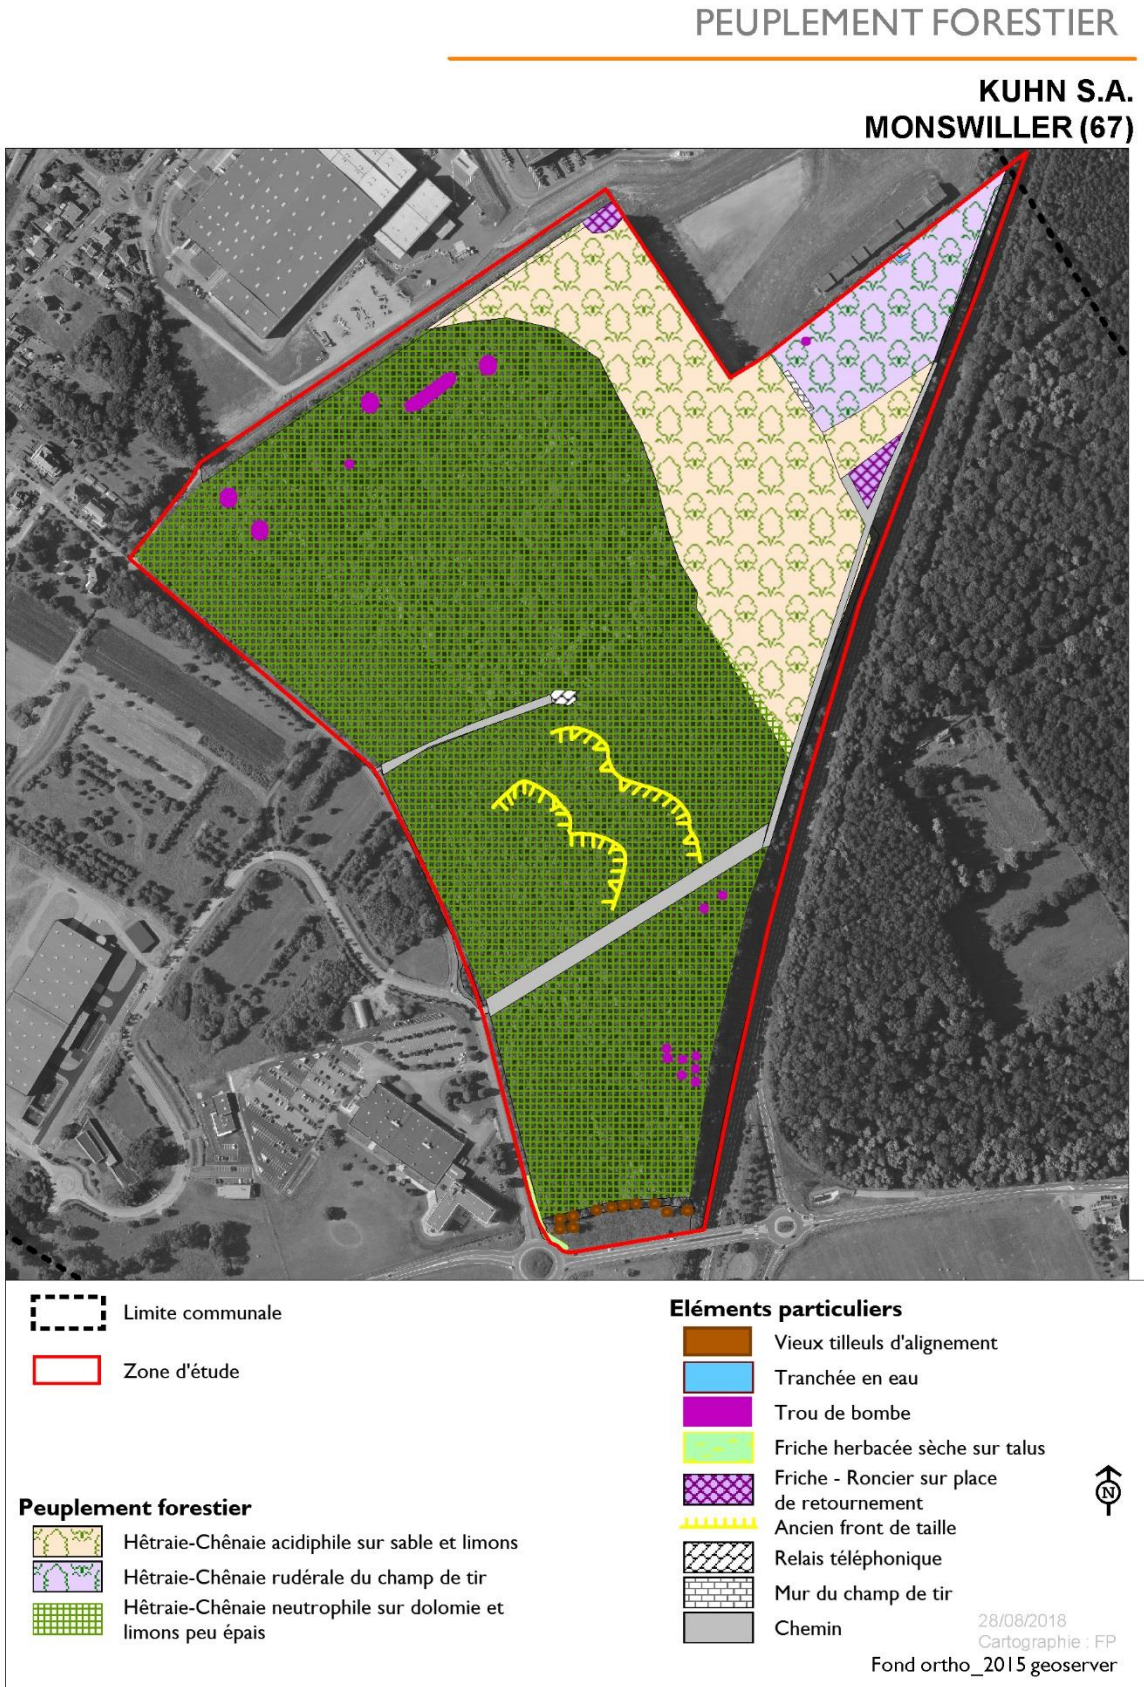 PEUPLEMENT FORESTIER
KUHN S.A.
MONSWILLER (67)
Limite communale
Zone d'étude
Peuplement forestier
Hêtraie-Chênaie acidiphile sur sable et limons
Hêtraie-Chênaie rudérale du champ de tir
Hêtraie-Chênaie neutrophile sur dolomie et
limons peu épais
Eléments particuliers
Vieux tilleuls d'alignement
Tranchée en eau
Trou de bombe
Friche herbacée sèche sur talus
Friche - Roncier sur place
de retournement
Ancien front de taille
Relais téléphonique
Mur du champ de tir
Chemin
N
28/08/2018
Cartographie : FP
Fond ortho_2015 geoserver